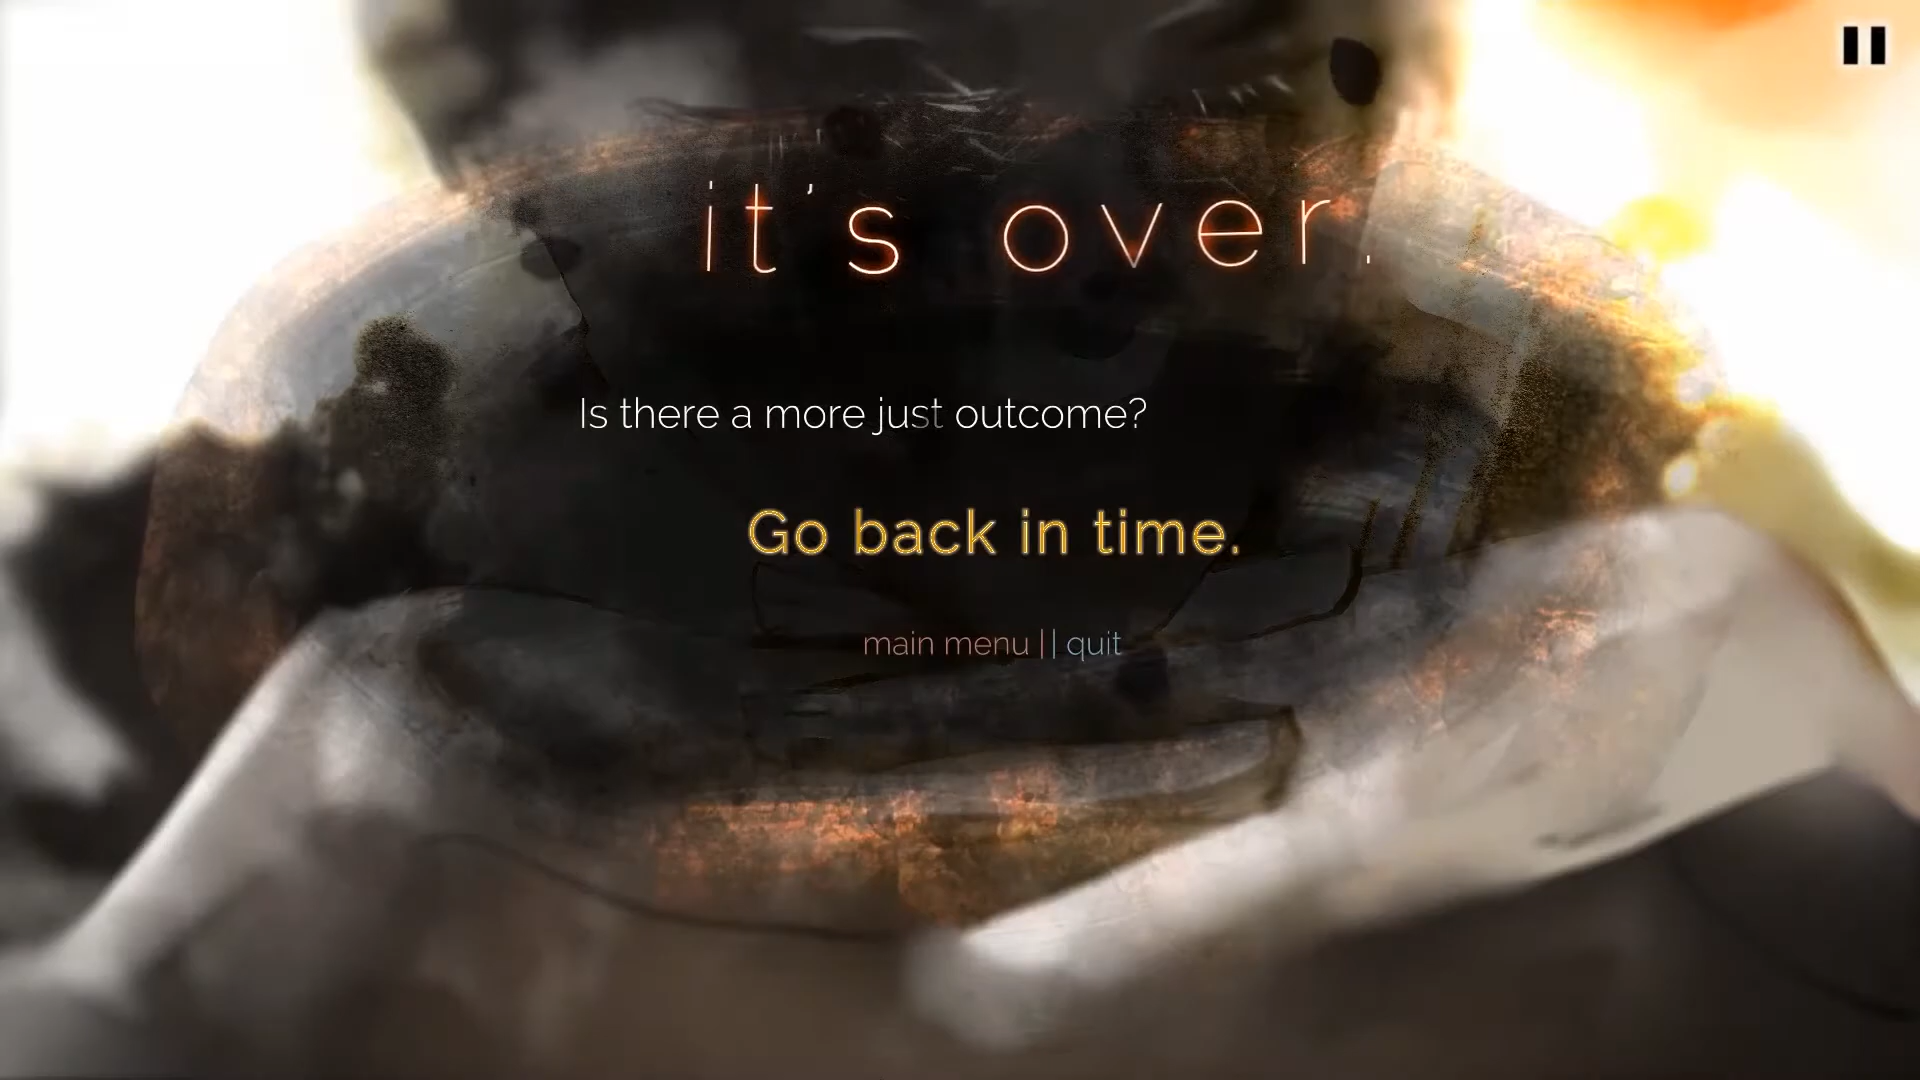 it's over.
Is there a more just outcome?
Go back in time.
main menu || quit